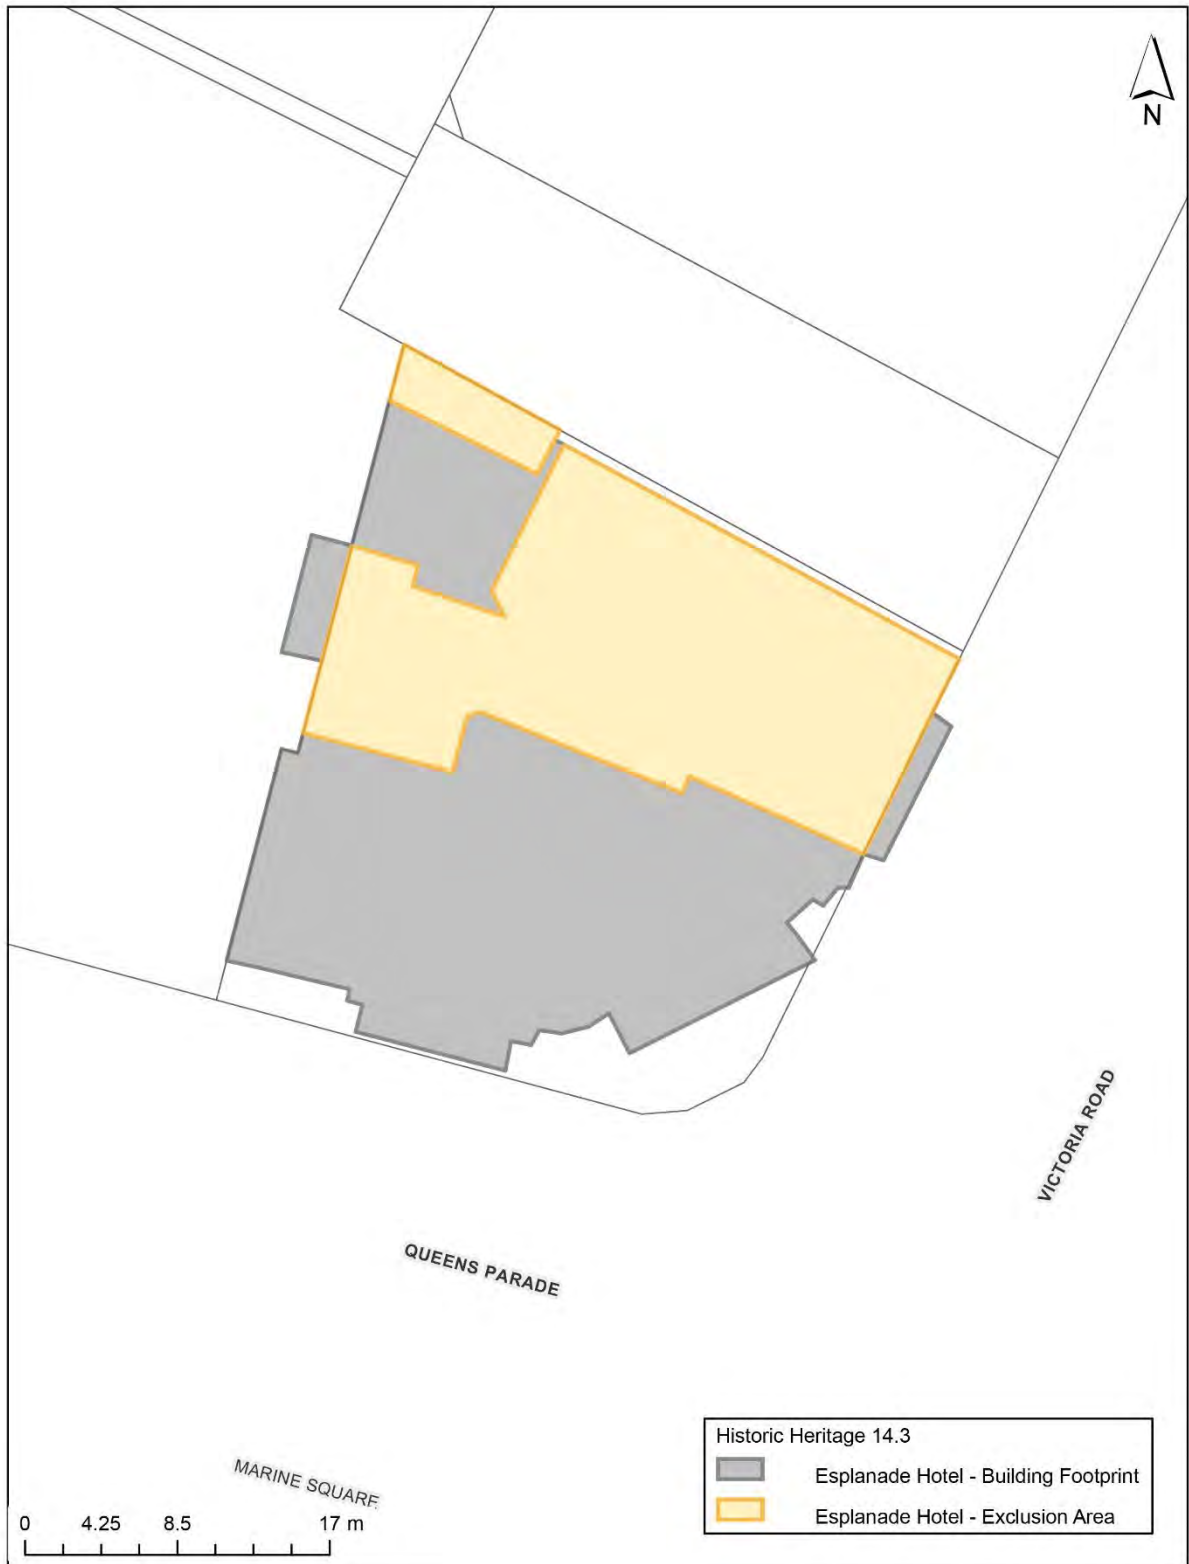 N
VICTORIA ROAD
QUEENS PARADE
Historic Heritage 14.3
Esplanade Hotel - Building Footprint
Esplanade Hotel - Exclusion Area
MARINE SQUARE
0 4.25 8.5 17 m